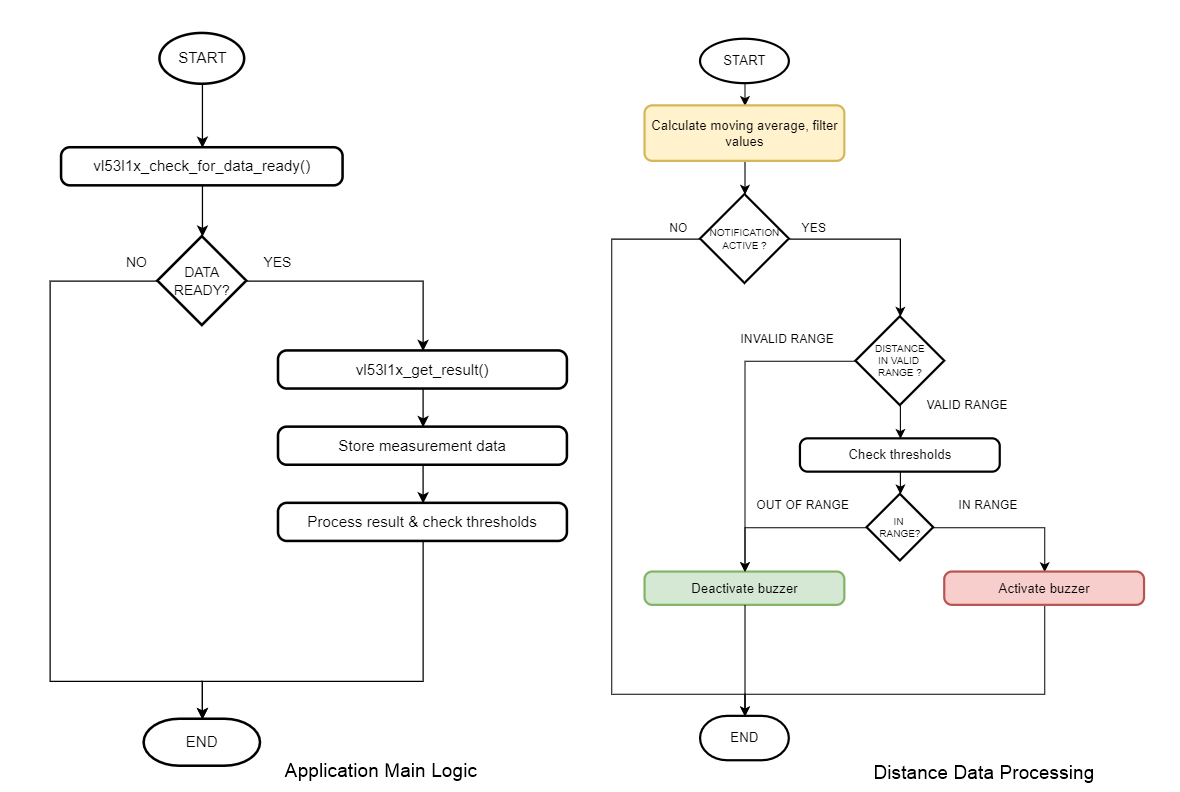 START
vl53l1x_check_for_data_ready()
DATA
READY?
NO
YES
vl53l1x_get_result()
Store measurement data
Process result & check thresholds
END
Application Main Logic
START
Calculate moving average, filter
values
NOTIFICATION
ACTIVE ?
NO
YES
DISTANCE
IN VALID
RANGE ?
INVALID RANGE
VALID RANGE
Check thresholds
IN
RANGE?
OUT OF RANGE
IN RANGE
Deactivate buzzer
Activate buzzer
END
Distance Data Processing